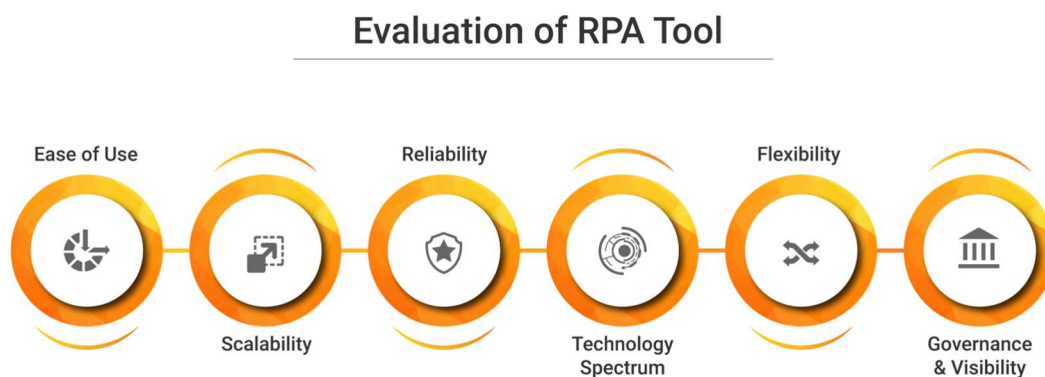 Evaluation of RPA Tool
Ease of Use
Scalability
Reliability
Technology
Spectrum
Flexibility
Governance
& Visibility